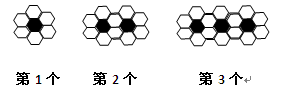 第 1 个 第 2 个 第 3 个